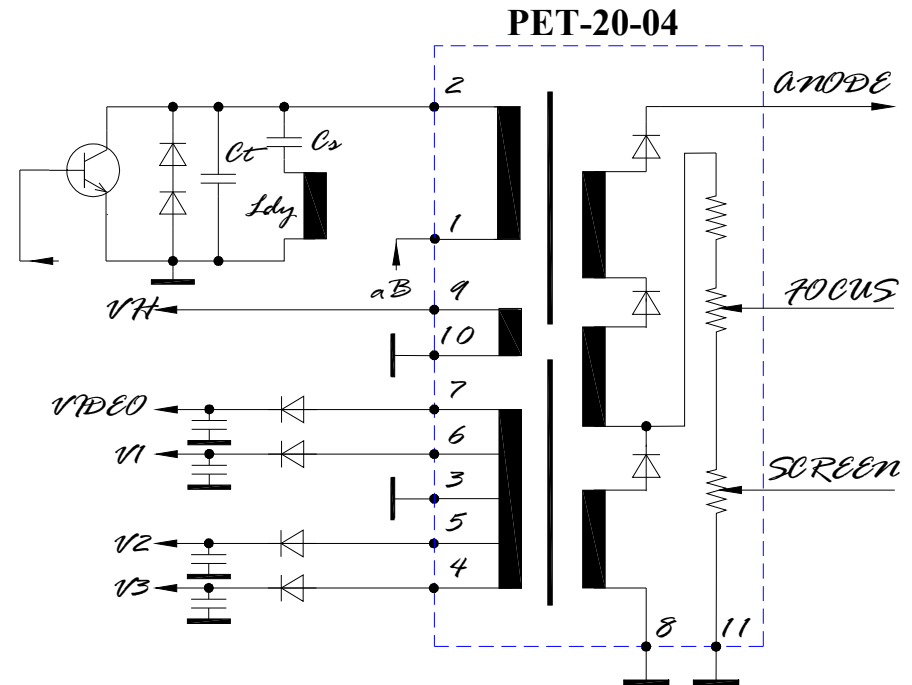 PET-20-04
2
ANODE
Ct
Cs
Ldy
1
aB
9
VH
FOCUS
10
7
VIDEO
6
V1
3
SCREEN
5
V2
4
V3
8
11